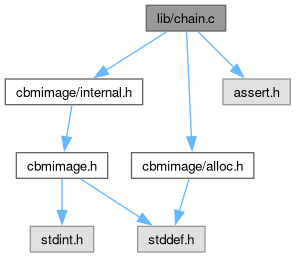 lib/chain.c
cbmimage/internal.h
assert.h
cbmimage.h
cbmimage/alloc.h
stdint.h
stddef.h